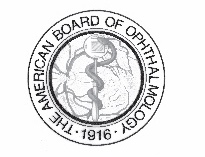 THE AMERICAN BOARD OF OPHTHALMOLOGY
· 1916 ·